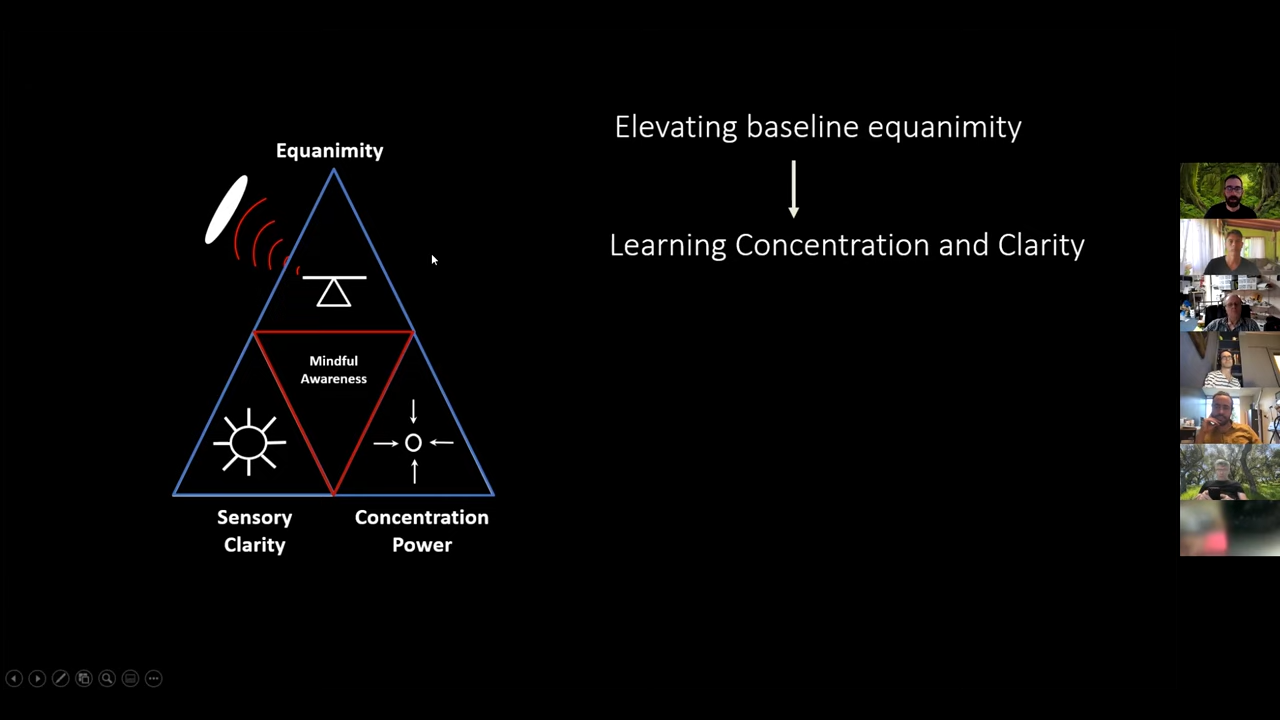 Elevating baseline equanimity
Learning Concentration and Clarity
Equanimity
Mindful
Awareness
Sensory
Clarity
Concentration
Power